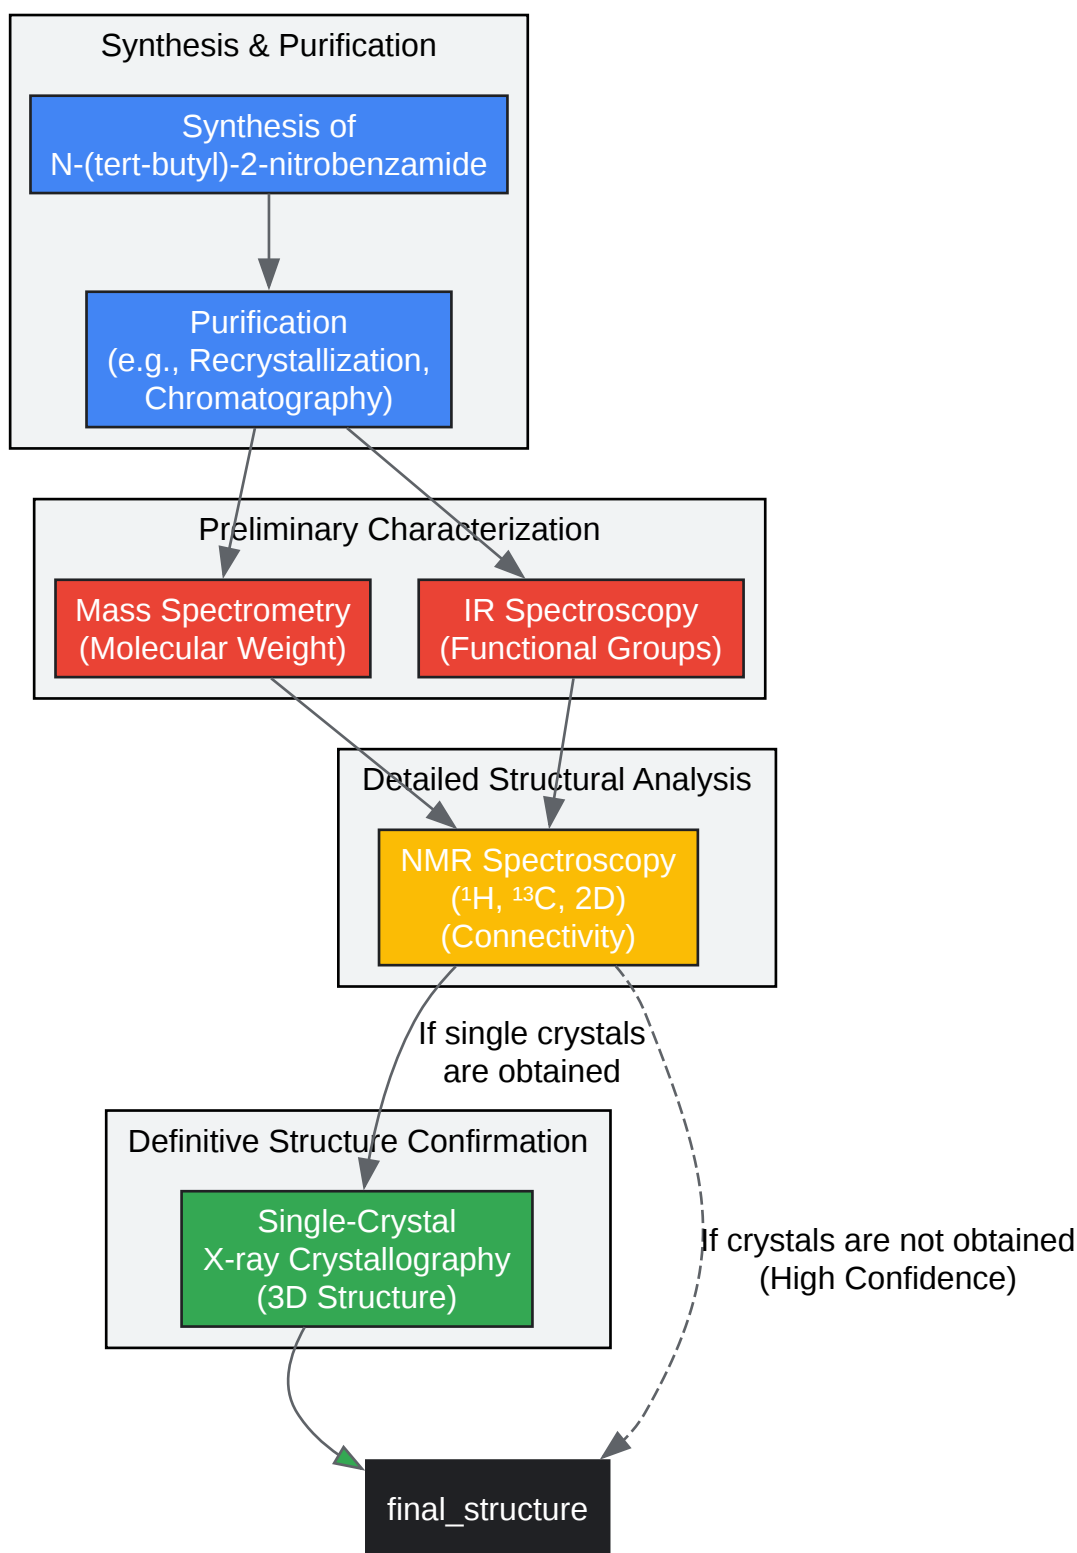 Synthesis & Purification
Synthesis of
N-(tert-butyl)-2-nitrobenzamide
Purification
(e.g., Recrystallization,
Chromatography)
Preliminary Characterization
Mass Spectrometry
(Molecular Weight)
IR Spectroscopy
(Functional Groups)
Detailed Structural Analysis
NMR Spectroscopy
(¹H, ¹³C, 2D)
(Connectivity)
If single crystals
are obtained
Definitive Structure Confirmation
Single-Crystal
X-ray Crystallography
(3D Structure)
If crystals are not obtained
(High Confidence)
final_structure